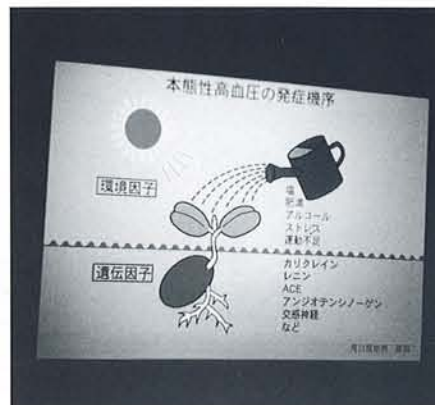 本態性高血圧の発症機序
環境因子
塩
肥満
アルコール
ストレス
運動不足
遺伝因子
カリクレイン
レニン
ACE
アンジオテンシノーゲン
交感神経
など